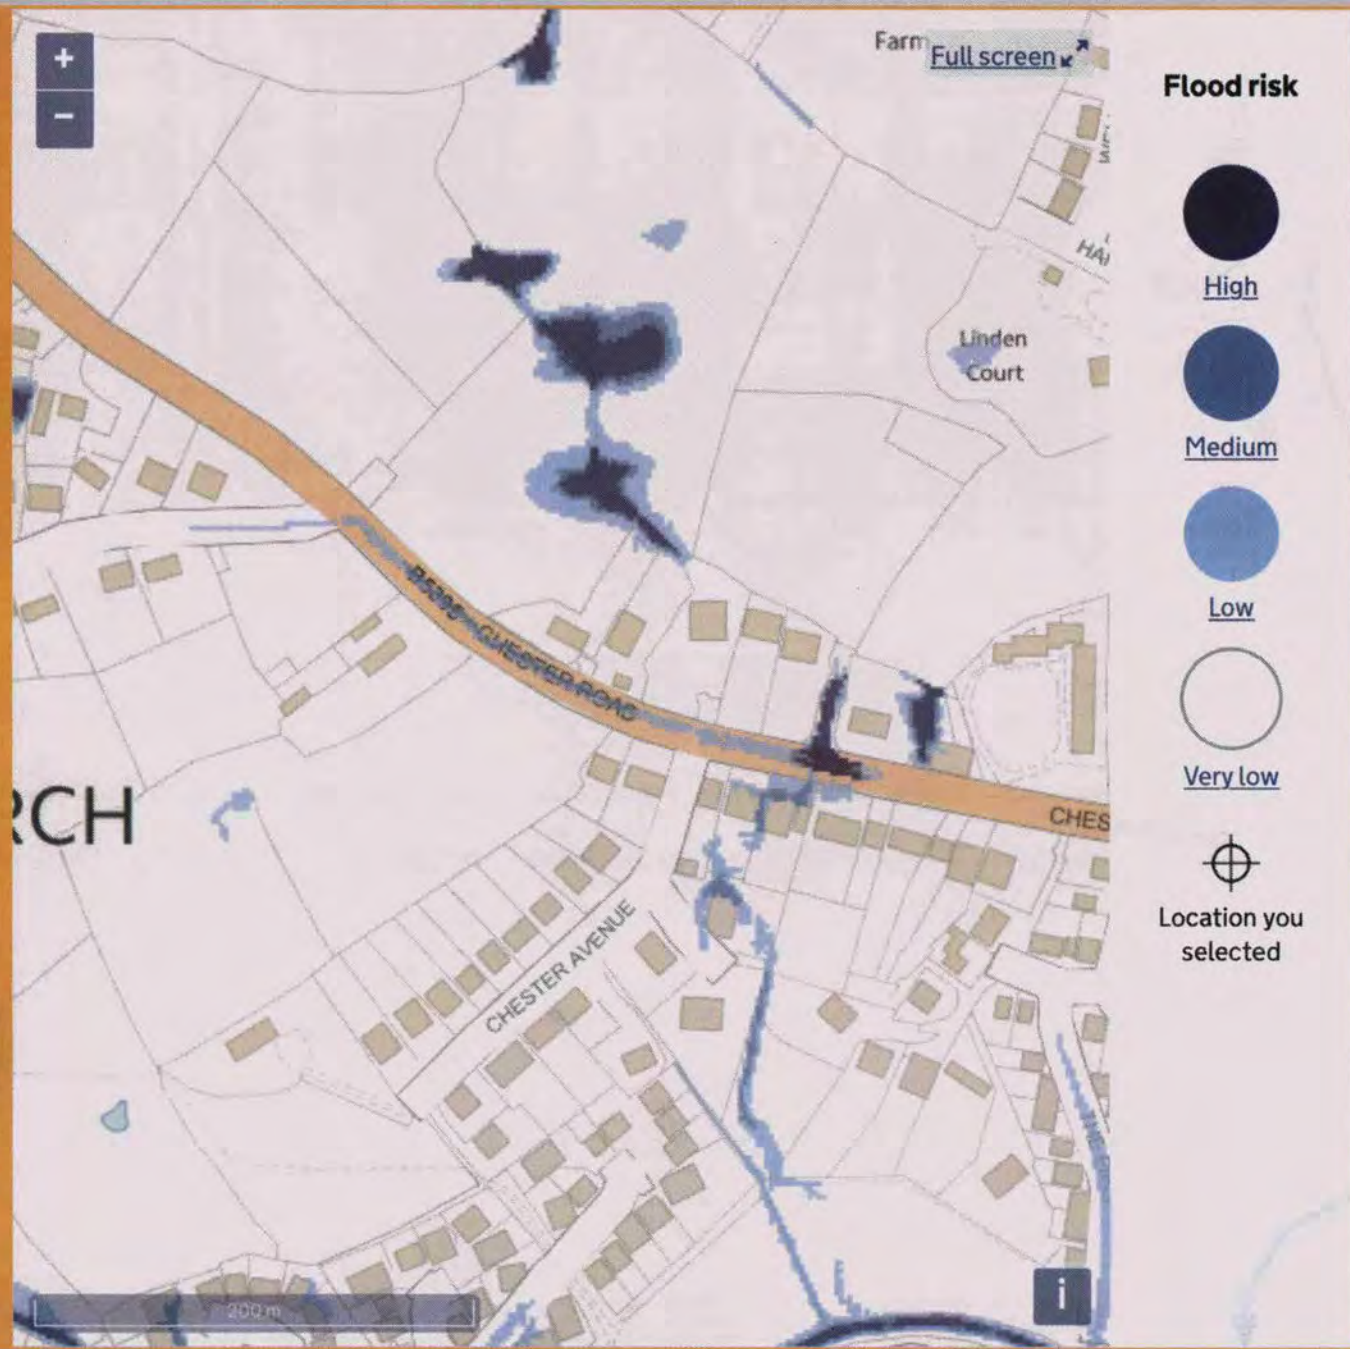 +
−
Farm
Full screen
Flood risk
High
Linden
Court
Medium
Low
CHESTER ROAD
Very low
RCH
CHES
Location you
selected
CHESTER AVENUE
200 m
i